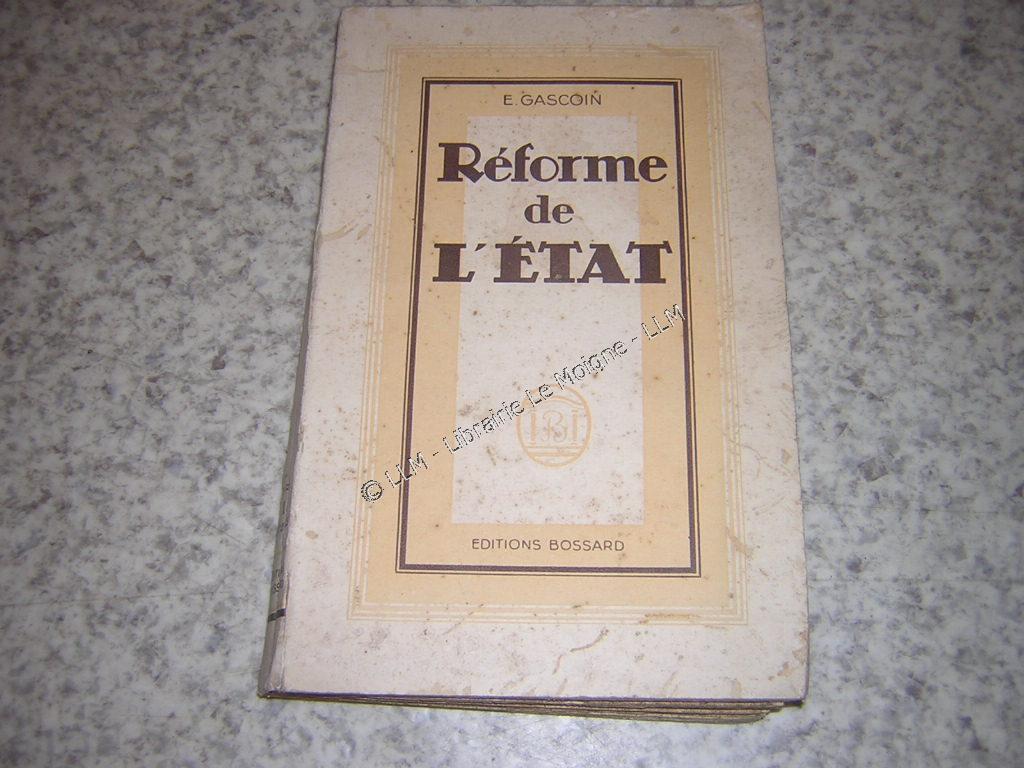 E. GASCOIN
Réforme
de
L'ÉTAT
© LLM - Librairie Le Moigne - LLM
EDITIONS BOSSARD